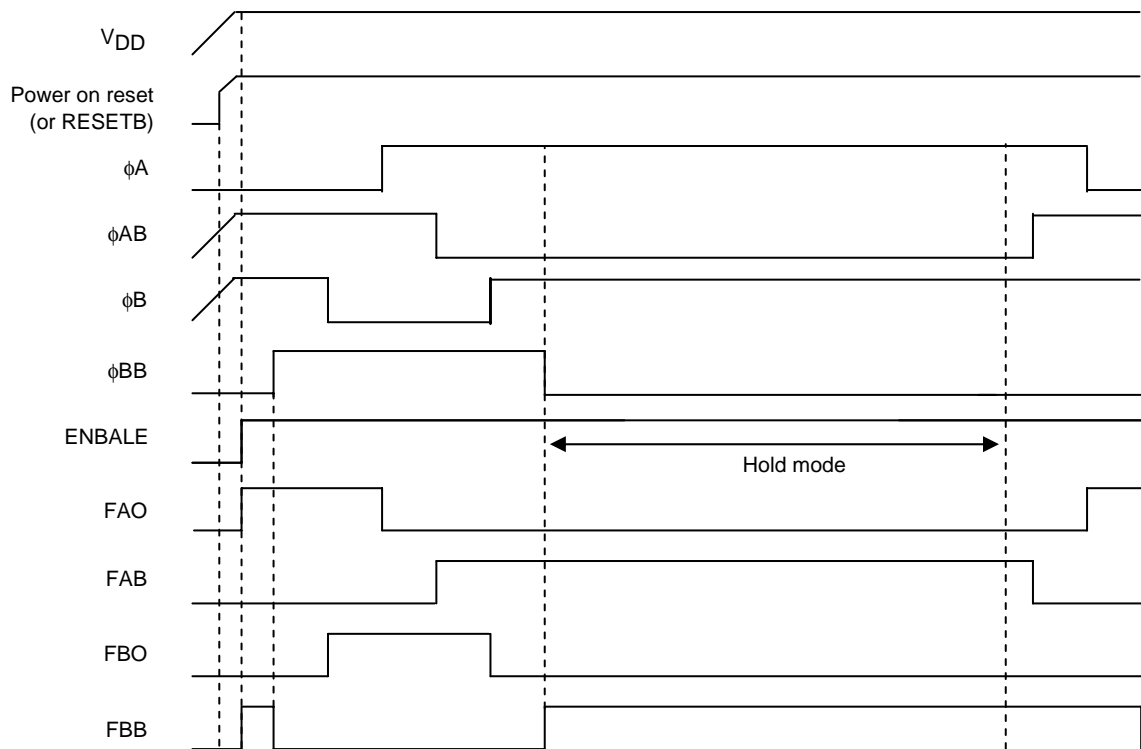 VDD
Power on reset
(or RESETB)
ϕA
ϕAB
ϕB
ϕBB
ENBALE
Hold mode
FAO
FAB
FBO
FBB